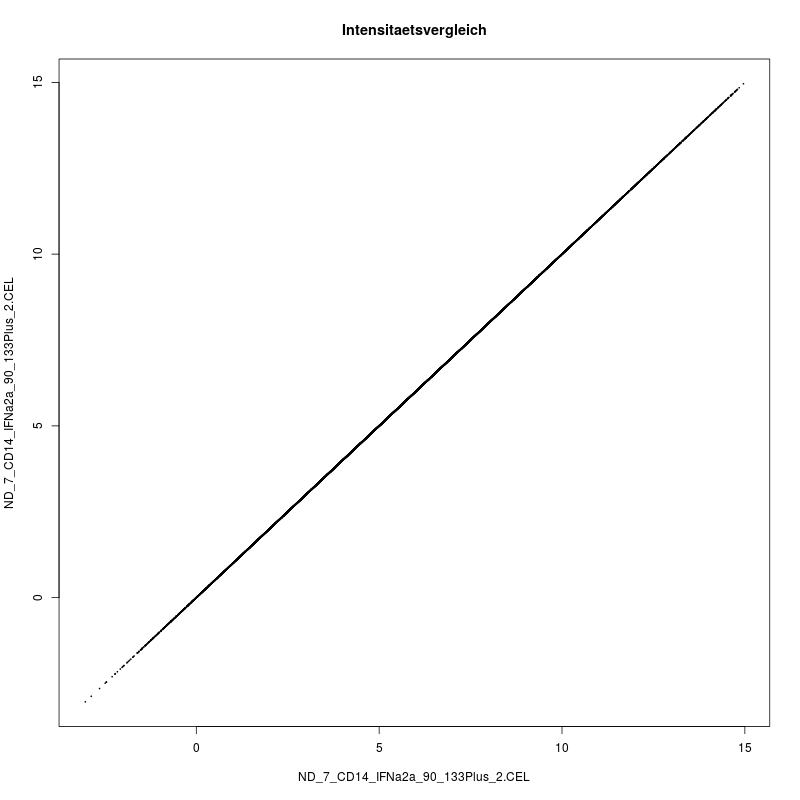 Intensitaetsvergleich
15
10
5
0
ND_7_CD14_IFNa2a_90_133Plus_2.CEL
0 5 10 15
ND_7_CD14_IFNa2a_90_133Plus_2.CEL